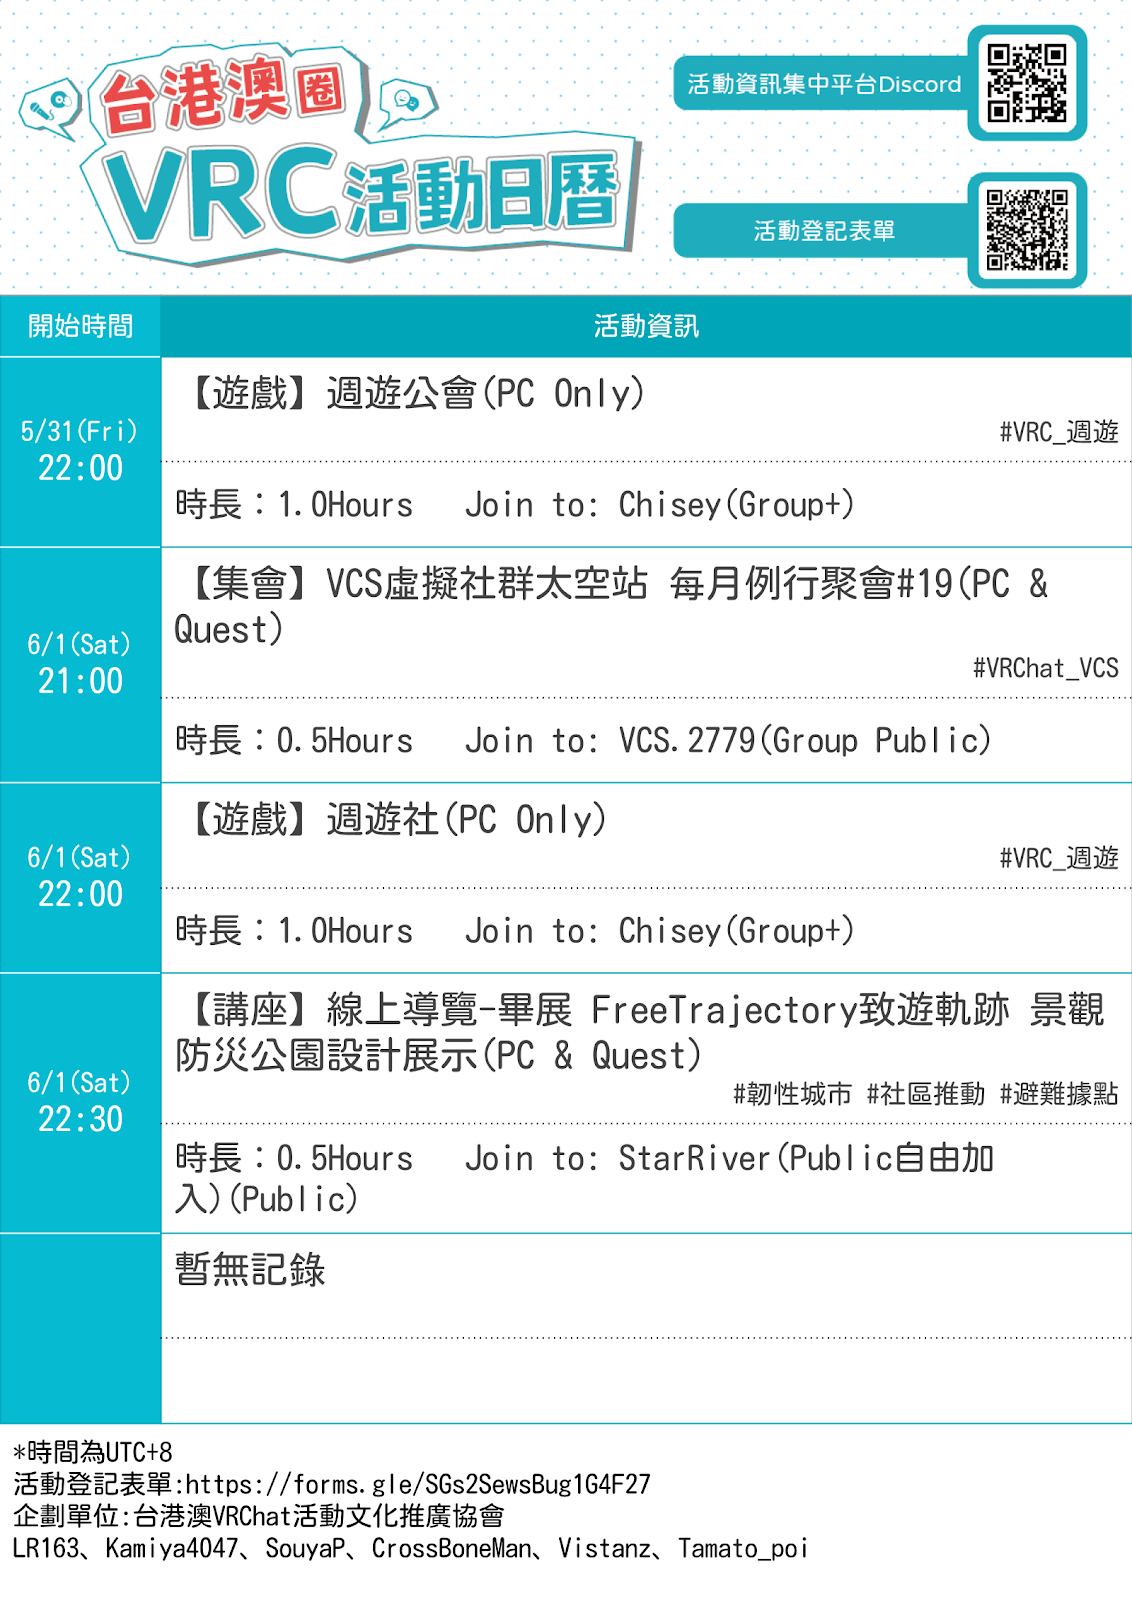 台港澳圈
VRC活動日曆
活動資訊集中平台Discord
活動登記表單
開始時間
活動資訊
5/31(Fri)
22:00
【遊戲】週遊公會(PC Only)
#VRC_週遊
時長：1.0Hours Join to: Chisey(Group+)
6/1(Sat)
21:00
【集會】VCS虛擬社群太空站 每月例行聚會#19(PC &
Quest)
#VRChat_VCS
時長：0.5Hours Join to: VCS.2779(Group Public)
6/1(Sat)
22:00
【遊戲】週遊社(PC Only)
#VRC_週遊
時長：1.0Hours Join to: Chisey(Group+)
6/1(Sat)
22:30
【講座】線上導覽-畢展 FreeTrajectory致遊軌跡 景觀
防災公園設計展示(PC & Quest)
#韌性城市 #社區推動 #避難據點
時長：0.5Hours Join to: StarRiver(Public自由加
入)(Public)
暫無記錄
*時間為UTC+8
活動登記表單:https://forms.gle/SGs2SewsBug1G4F27
企劃單位:台港澳VRChat活動文化推廣協會
LR163、Kamiya4047、SouyaP、CrossBoneMan、Vistanz、Tamato_poi